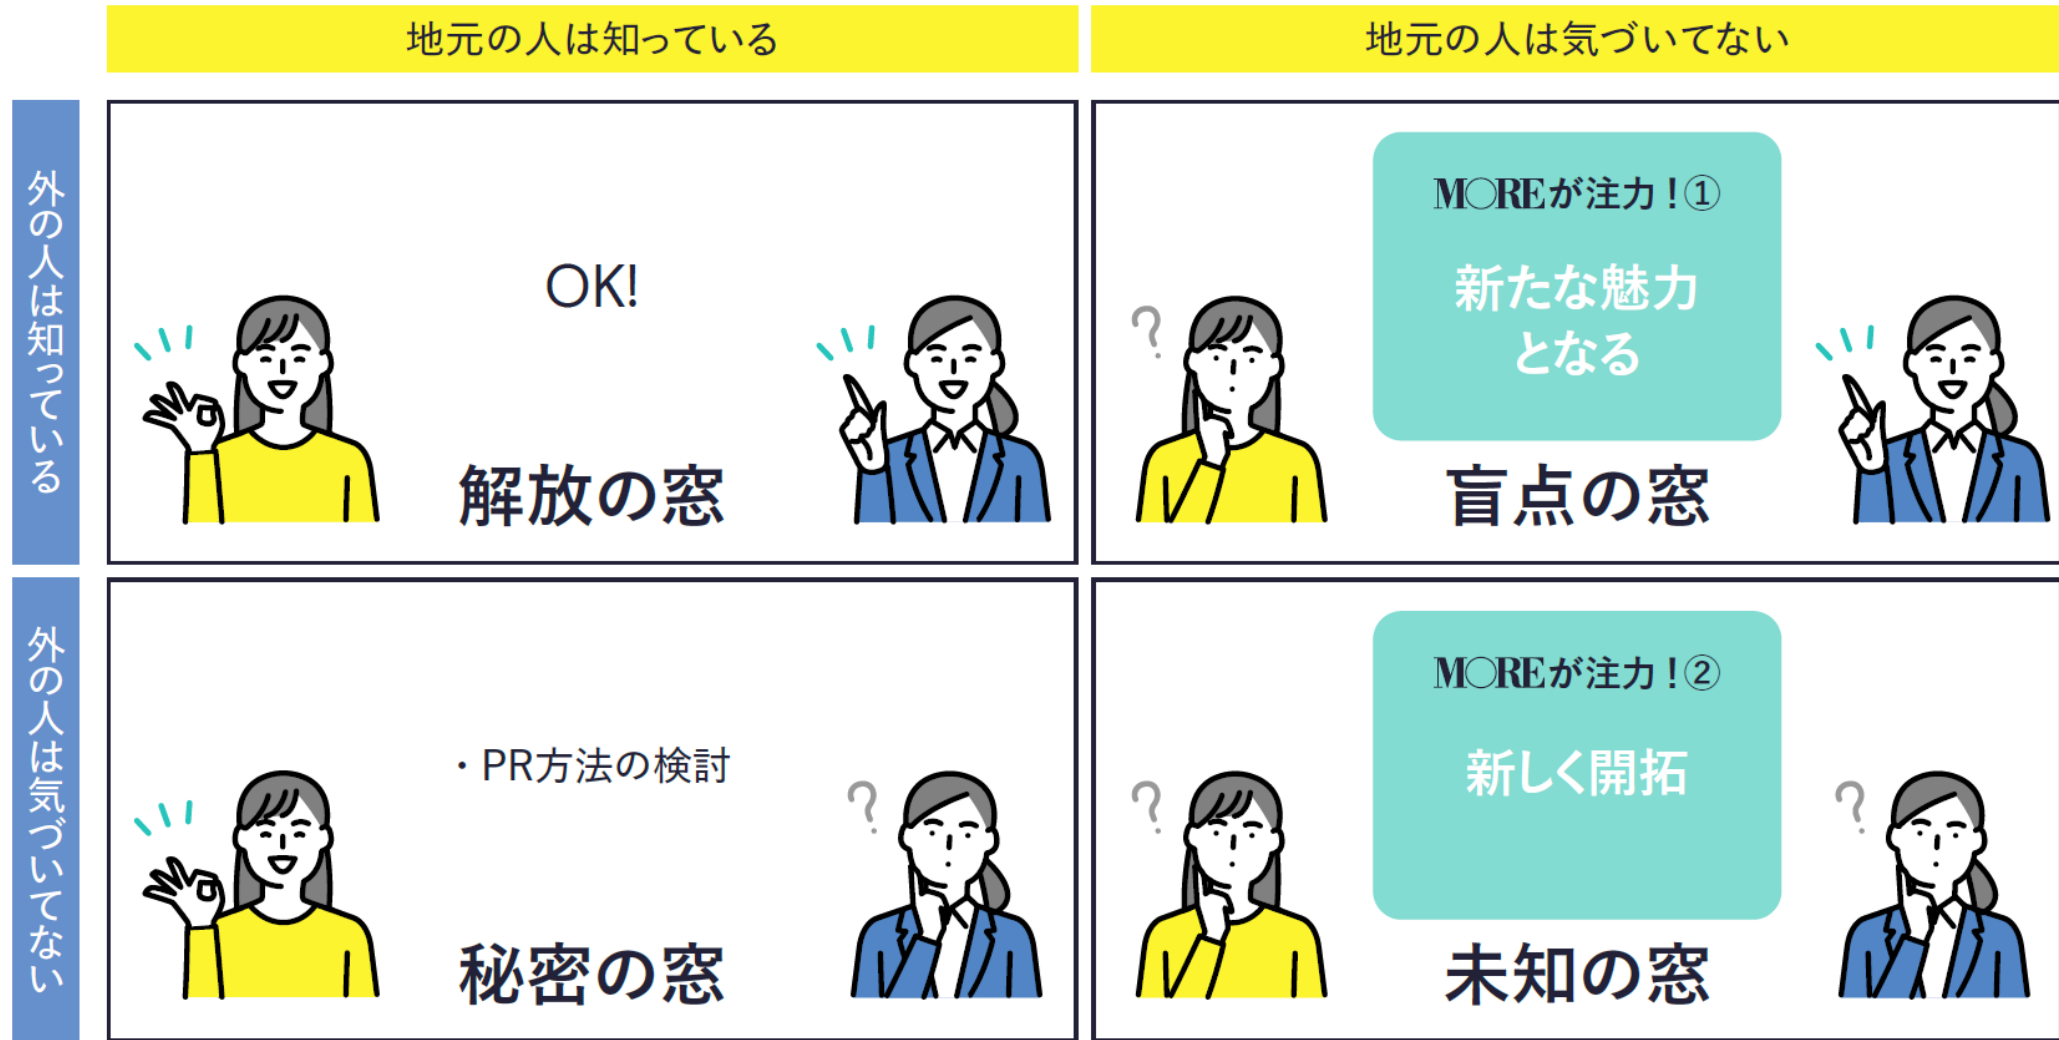 地元の人は知っている
地元の人は気づいてない
外の人は知っている
OK!
解放の窓
?
M○REが注力！①
新たな魅力
となる
盲点の窓
外の人は気づいてない
・PR方法の検討
?
秘密の窓
?
M○REが注力！②
新しく開拓
?
未知の窓